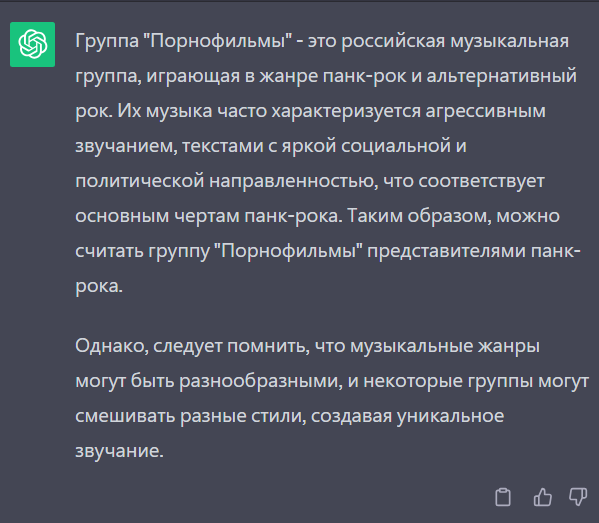 Группа "Порнофильмы" - это российская музыкальная
группа, играющая в жанре панк-рок и альтернативный
рок. Их музыка часто характеризуется агрессивным
звучанием, текстами с яркой социальной и
политической направленностью, что соответствует
основным чертам панк-рока. Таким образом, можно
считать группу "Порнофильмы" представителями панк-
рока.
Однако, следует помнить, что музыкальные жанры
могут быть разнообразными, и некоторые группы могут
смешивать разные стили, создавая уникальное
звучание.